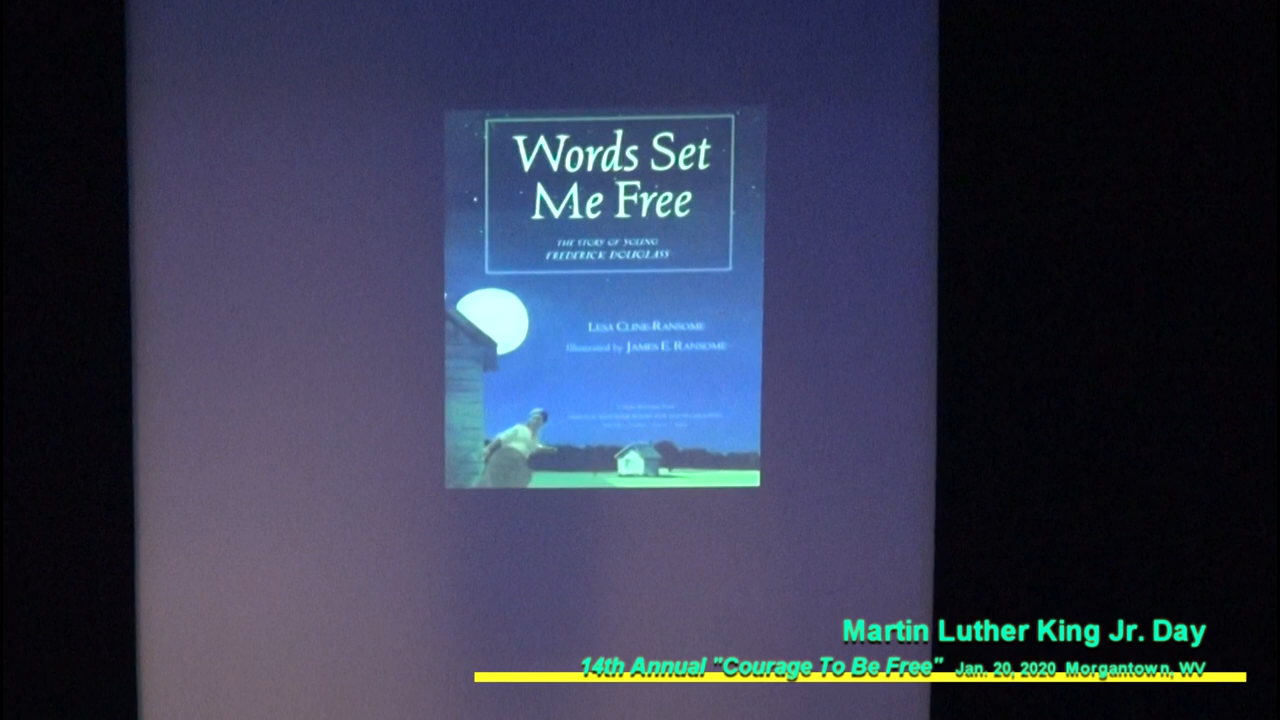 Words Set
Me Free
THE STORY OF YOUNG
FREDERICK DOUGLASS
LESA CLINE-RANSOME
Illustrated by JAMES E. RANSOME
Martin Luther King Jr. Day
14th Annual "Courage To Be Free" Jan. 20, 2020 Morgantown, WV